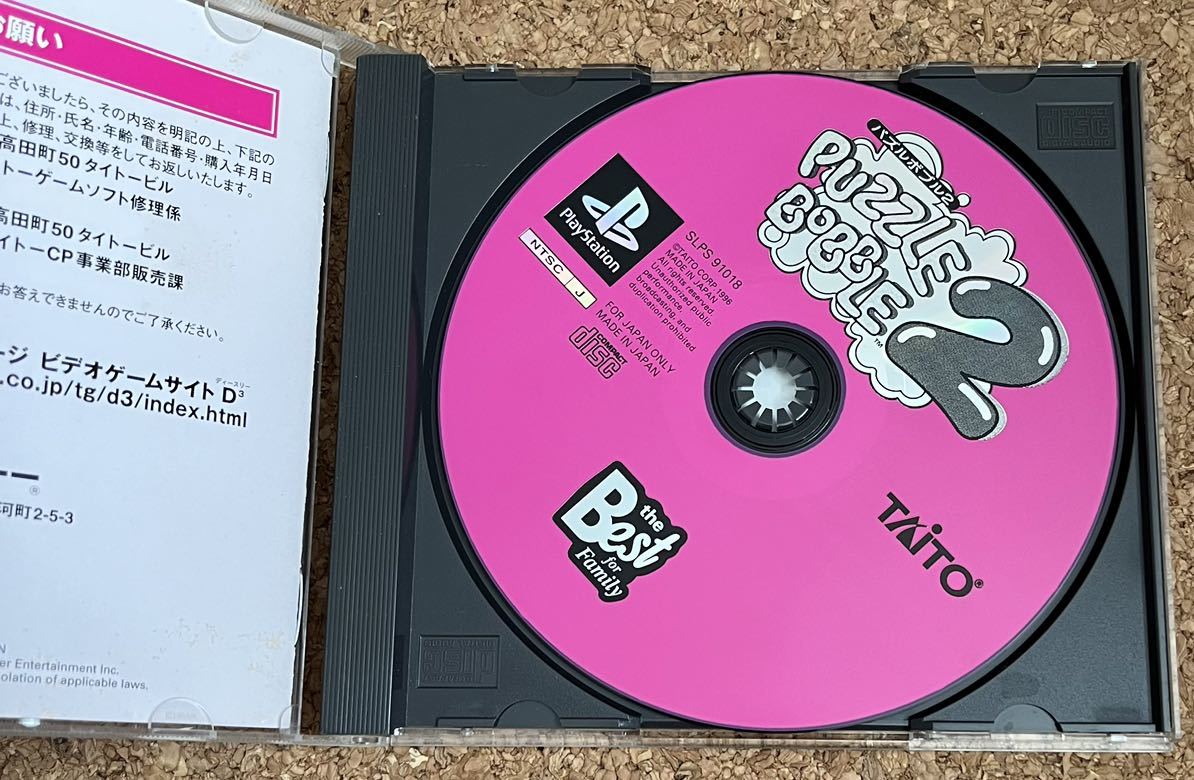 お願い
ございましたら、その内容を明記の上、下記の
は、住所・氏名・年齢・電話番号・購入年月日
上、修理、交換等をしてお返しいたします。
高田町50 タイトービル
トーゲームソフト修理係
高田町50 タイトービル
イトーCP事業部販売課
お答えできませんのでご了承ください。
ージ ビデオゲームサイト D³
ディースリー
.co.jp/tg/d3/index.html
ー®
河町2-5-3
N
er Entertainment Inc.
olation of applicable laws.
パズルボブル2
PUZZLE
BOBBLE 2
™
PlayStation
NTSC J
SLPS 91018
©TAITO CORP. 1996
MADE IN JAPAN
All rights reserved.
Unauthorized public
performance,
broadcasting, and
duplication prohibited
FOR JAPAN ONLY
MADE IN JAPAN
COMPACT
disc
the
Best
for
Family
TAITO®
COMPACT
disc
DIGITAL AUDIO
COMPACT
disc
DIGITAL AUDIO